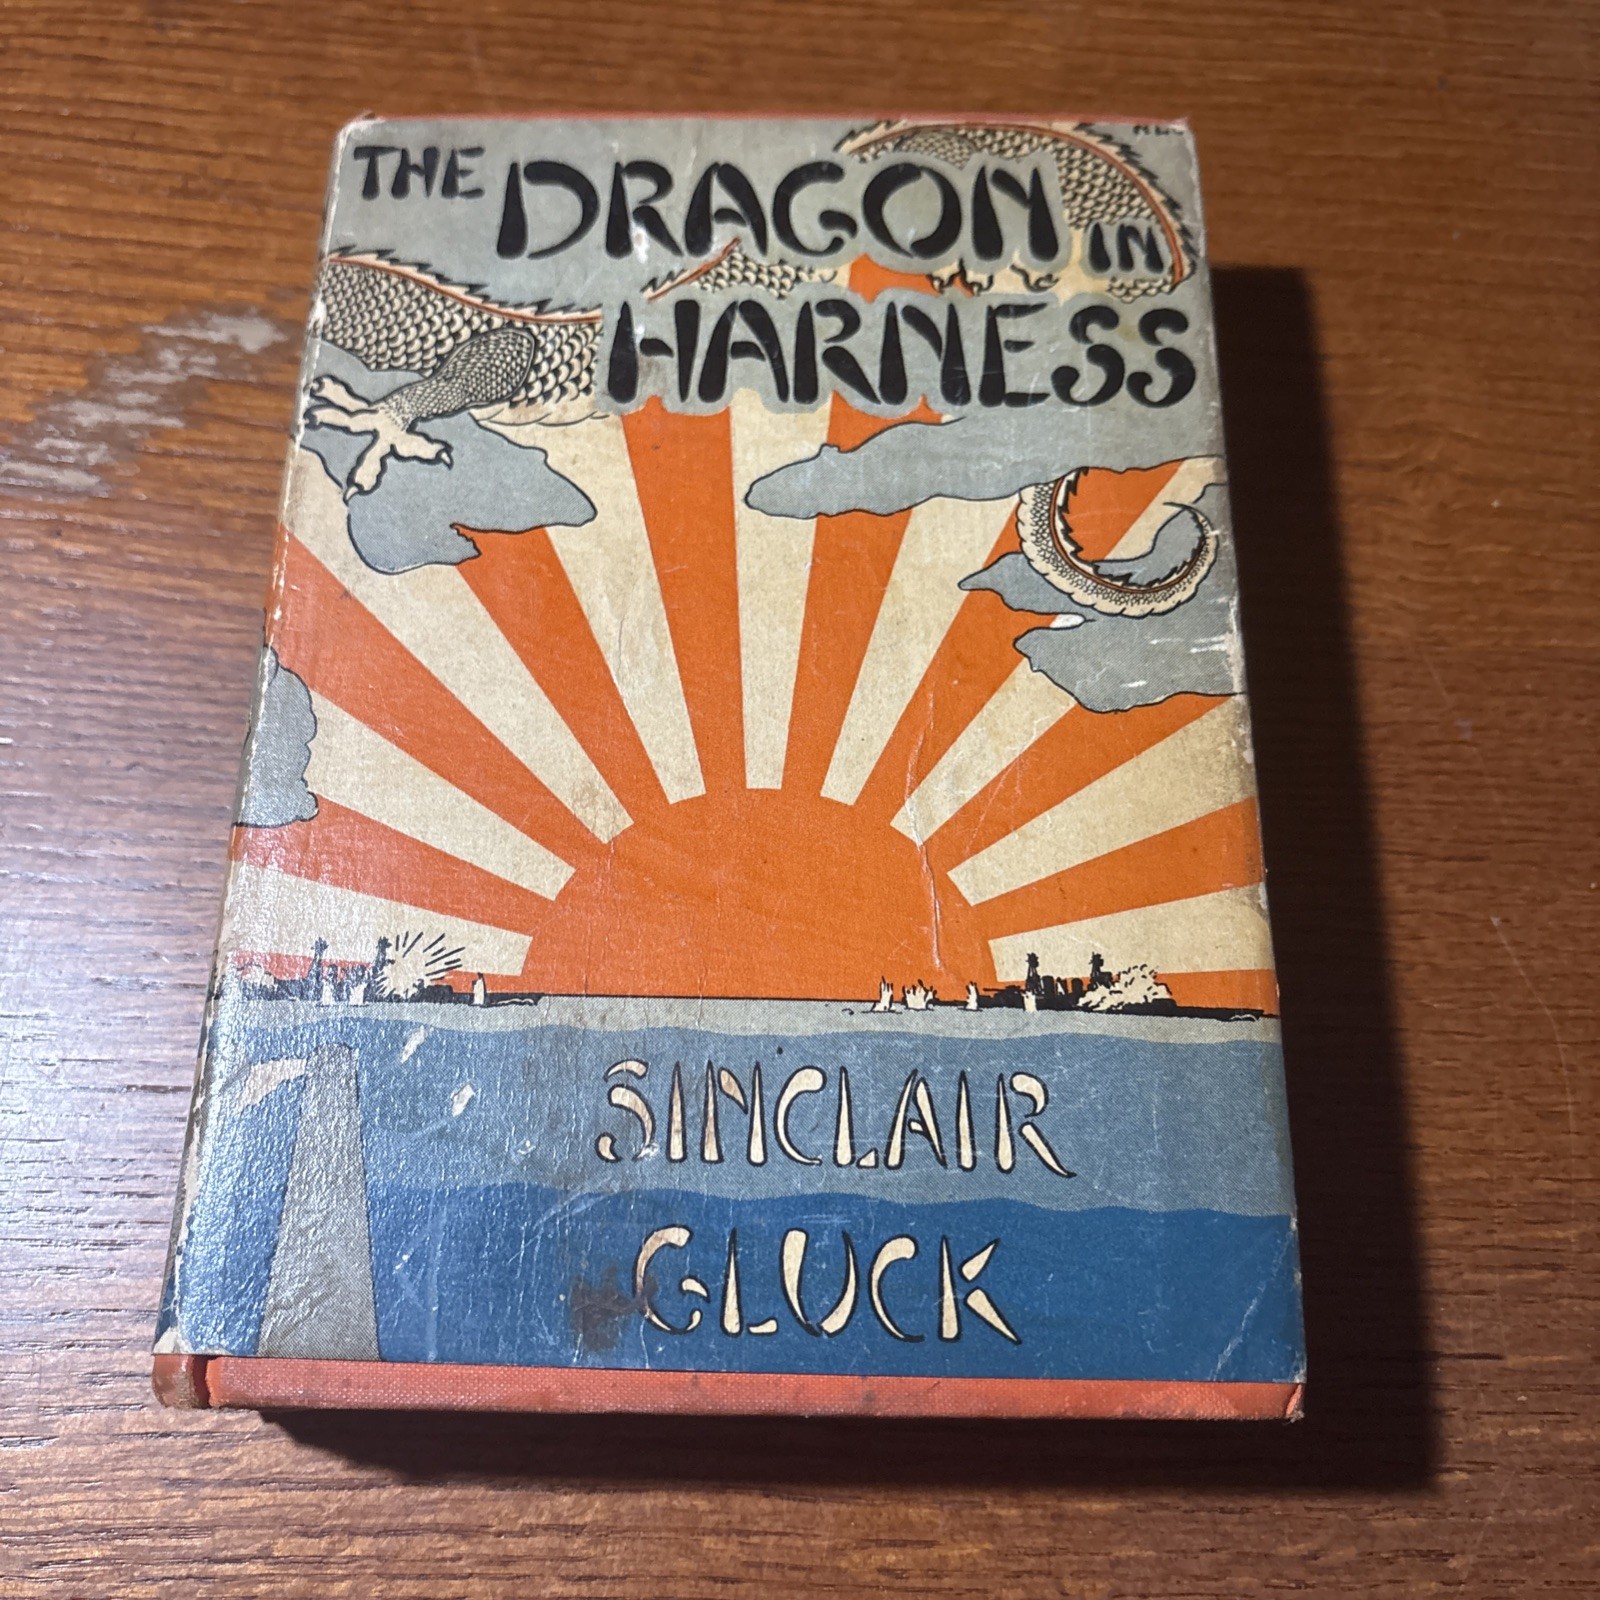 THE DRAGON IN
HARNESS
SINCLAIR
GLUCK